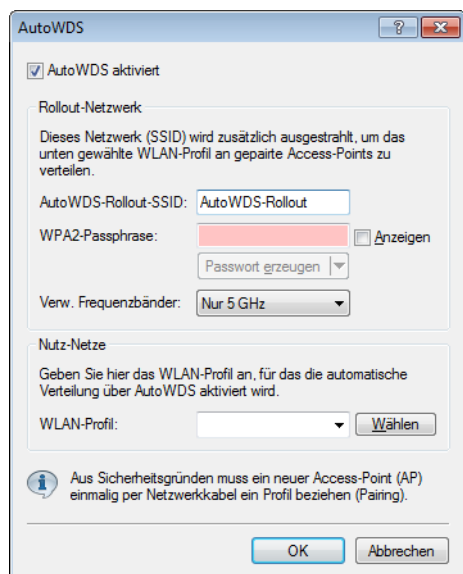 AutoWDS
AutoWDS aktiviert
Rollout-Netzwerk
Dieses Netzwerk (SSID) wird zusätzlich ausgestrahlt, um das
unten gewählte WLAN-Profil an gepairte Access-Points zu
verteilen.
AutoWDS-Rollout-SSID: AutoWDS-Rollout
WPA2-Passphrase: Anzeigen
Passwort erzeugen
Verw. Frequenzbänder: Nur 5 GHz
Nutz-Netze
Geben Sie hier das WLAN-Profil an, für das die automatische
Verteilung über AutoWDS aktiviert wird.
WLAN-Profil: Wählen
Aus Sicherheitsgründen muss ein neuer Access-Point (AP)
einmalig per Netzwerkkabel ein Profil beziehen (Pairing).
OK Abbrechen